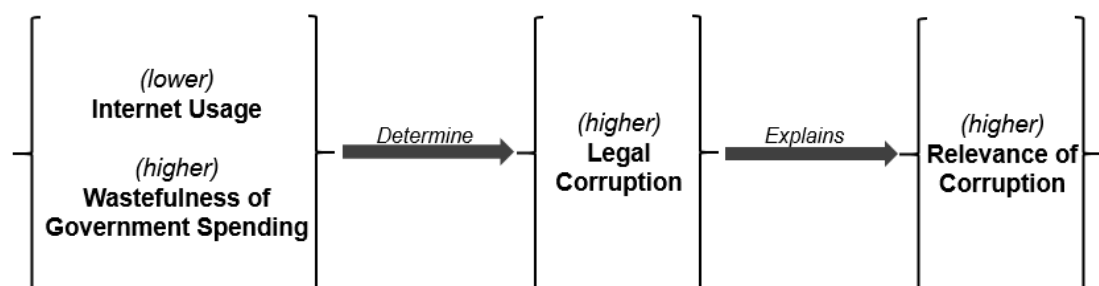 (lower)
Internet Usage
(higher)
Wastefulness of
Government Spending
Determine
(higher)
Legal
Corruption
Explains
(higher)
Relevance of
Corruption